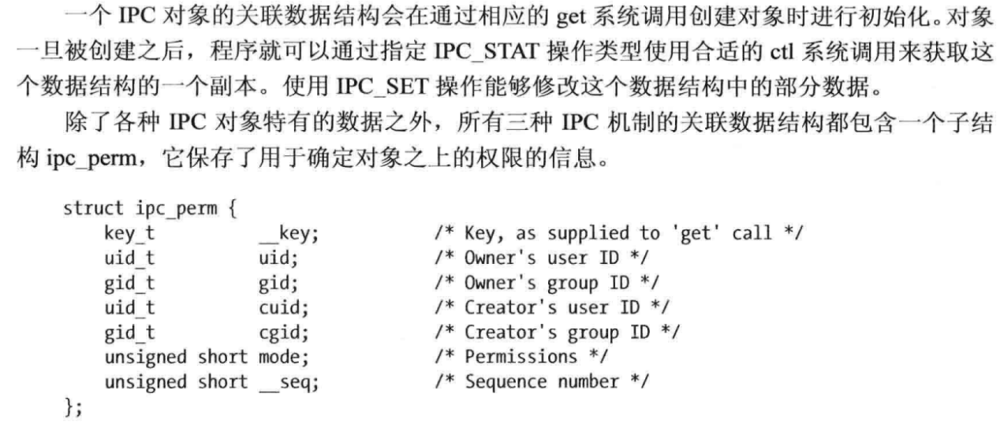 一个 IPC 对象的关联数据结构会在通过相应的 get 系统调用创建对象时进行初始化。对象
一旦被创建之后，程序就可以通过指定 IPC_STAT 操作类型使用合适的 ctl 系统调用来获取这
个数据结构的一个副本。使用 IPC_SET 操作能够修改这个数据结构中的部分数据。
除了各种 IPC 对象特有的数据之外，所有三种 IPC 机制的关联数据结构都包含一个子结
构 ipc_perm，它保存了用于确定对象之上的权限的信息。
struct ipc_perm {
    key_t          __key;          /* Key, as supplied to 'get' call */
    uid_t          uid;            /* Owner's user ID */
    gid_t          gid;            /* Owner's group ID */
    uid_t          cuid;           /* Creator's user ID */
    gid_t          cgid;           /* Creator's group ID */
    unsigned short mode;           /* Permissions */
    unsigned short __seq;          /* Sequence number */
};